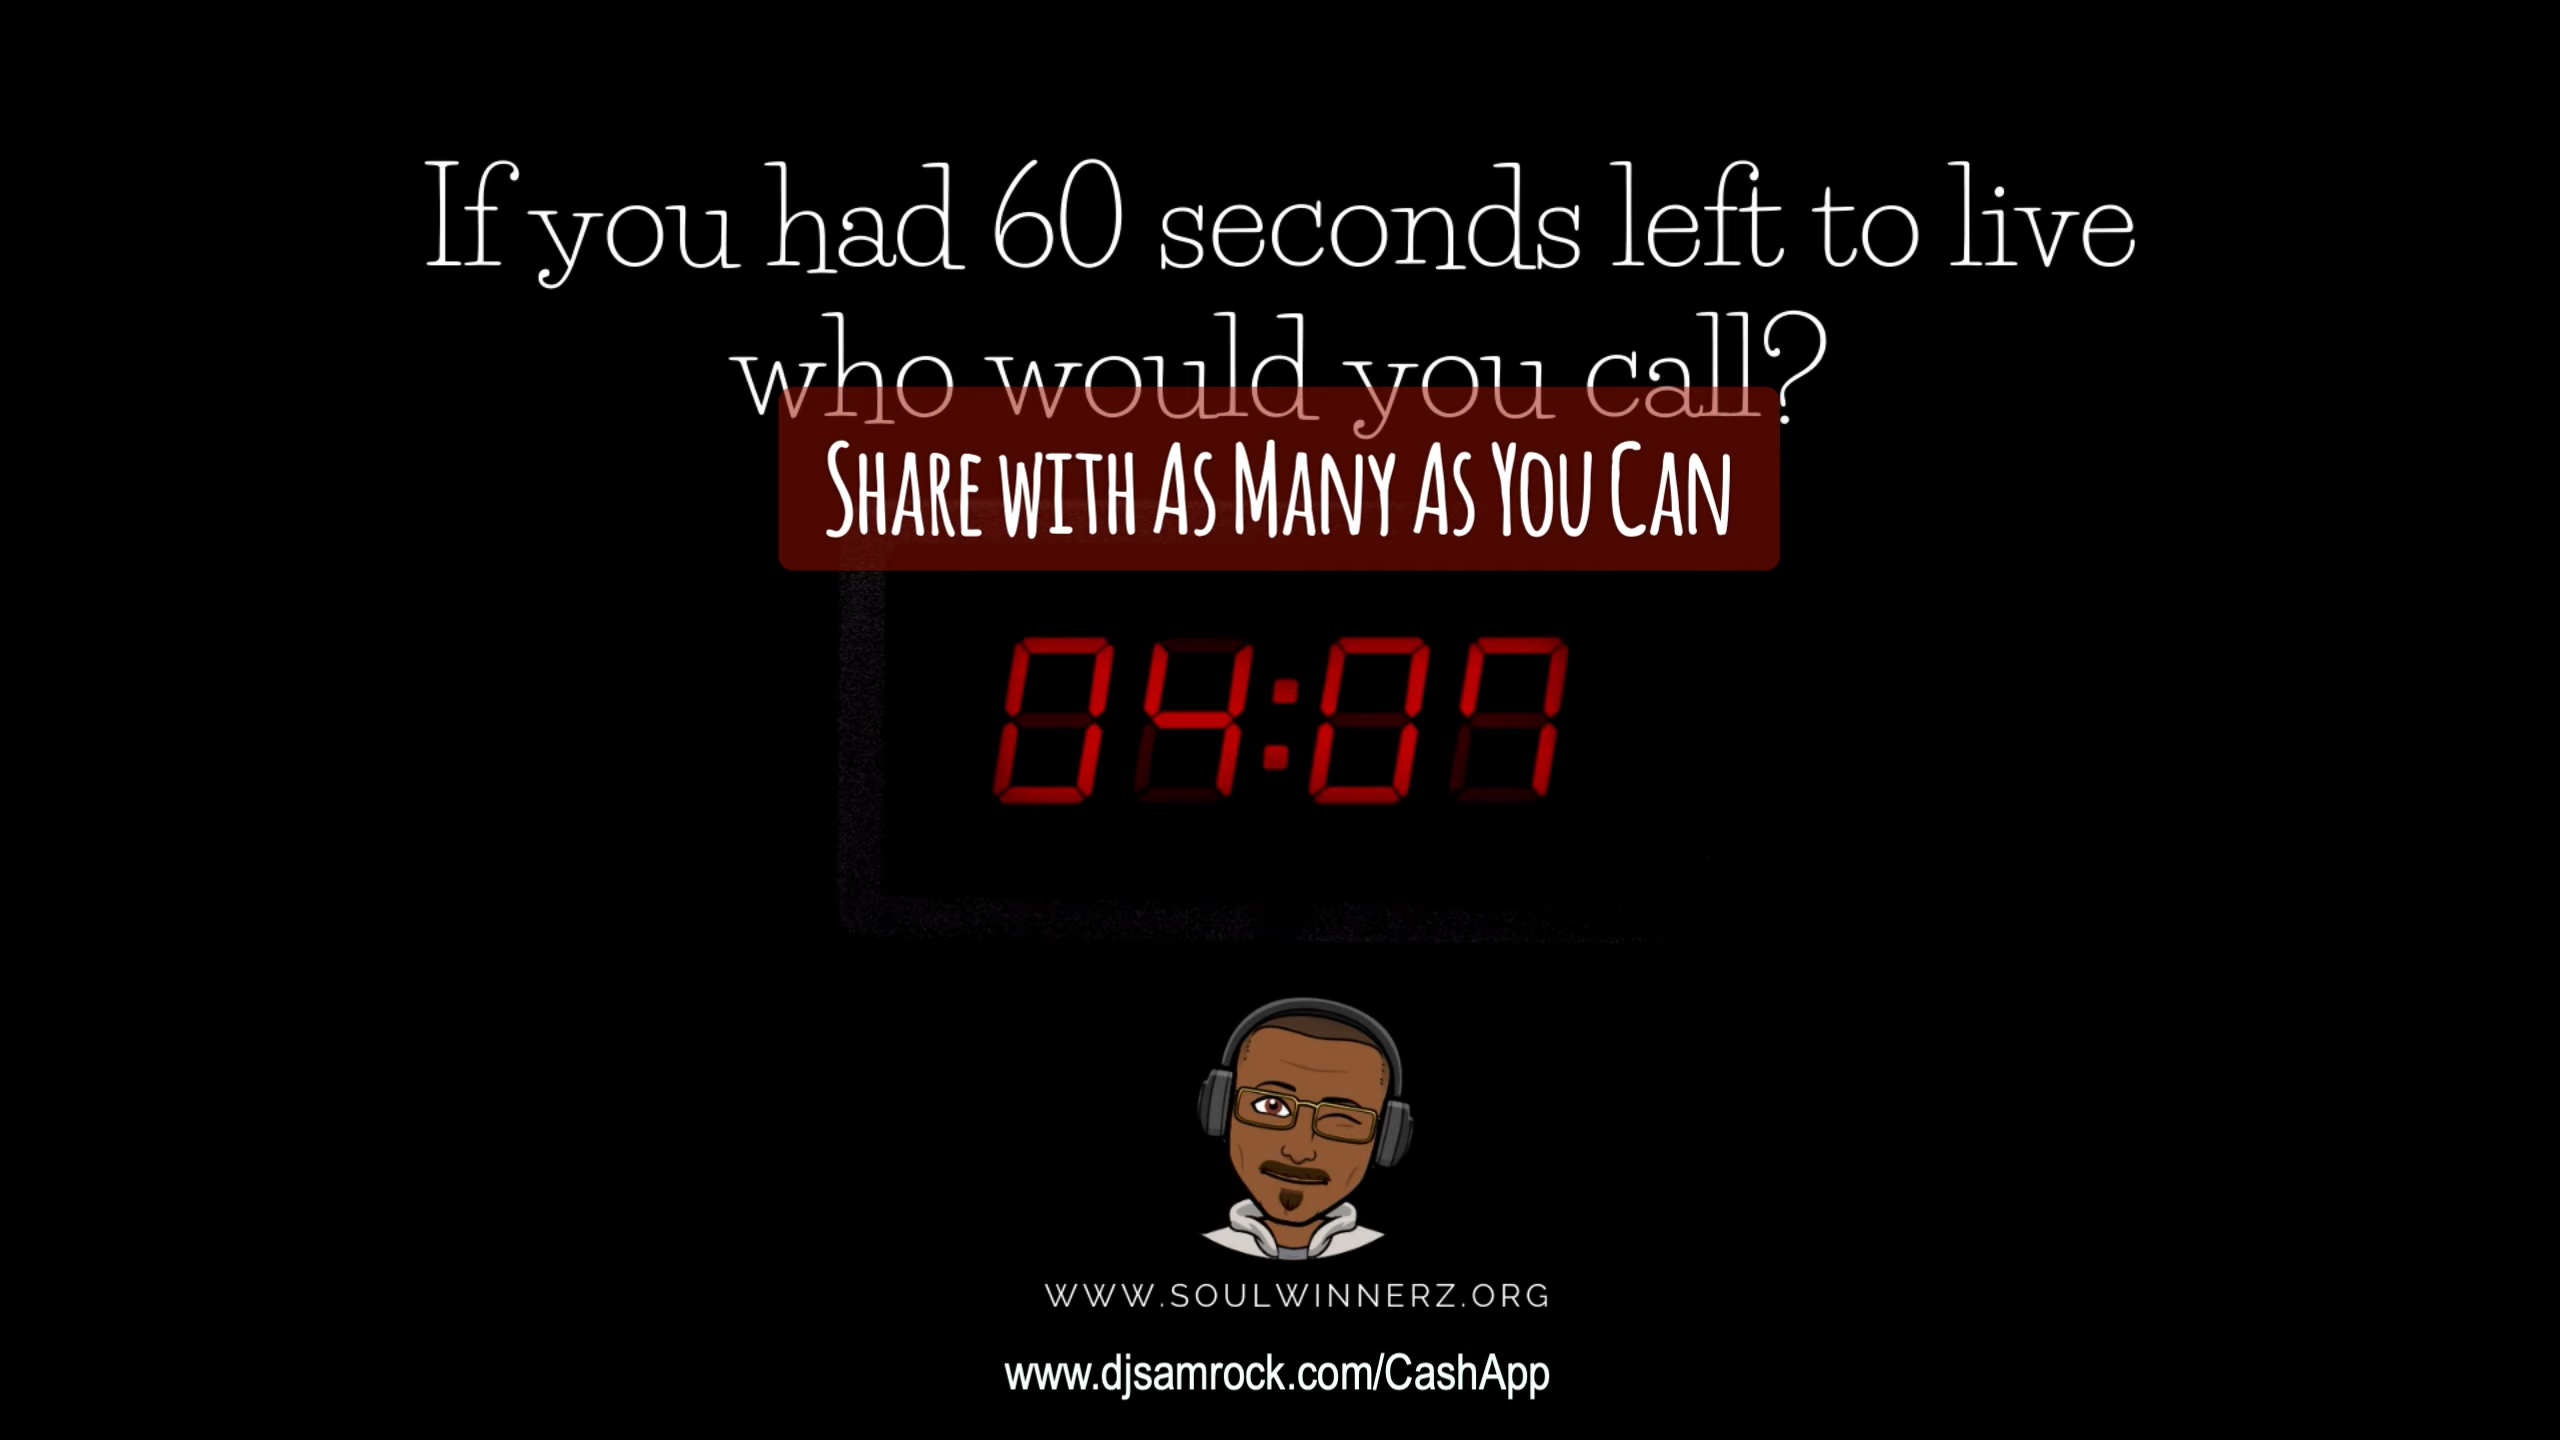 If you had 60 seconds left to live
who would you call?
Share with As Many As You Can
04:07
WWW.SOULWINNERZ.ORG
www.djsamrock.com/CashApp